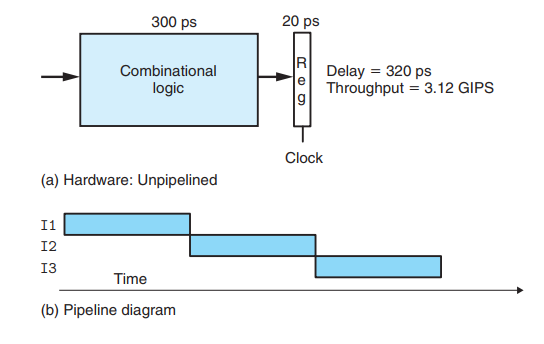 300 ps
20 ps
Combinational
logic
R
e
g
Delay = 320 ps
Throughput = 3.12 GIPS
Clock
(a) Hardware: Unpipelined
I1
I2
I3
Time
(b) Pipeline diagram